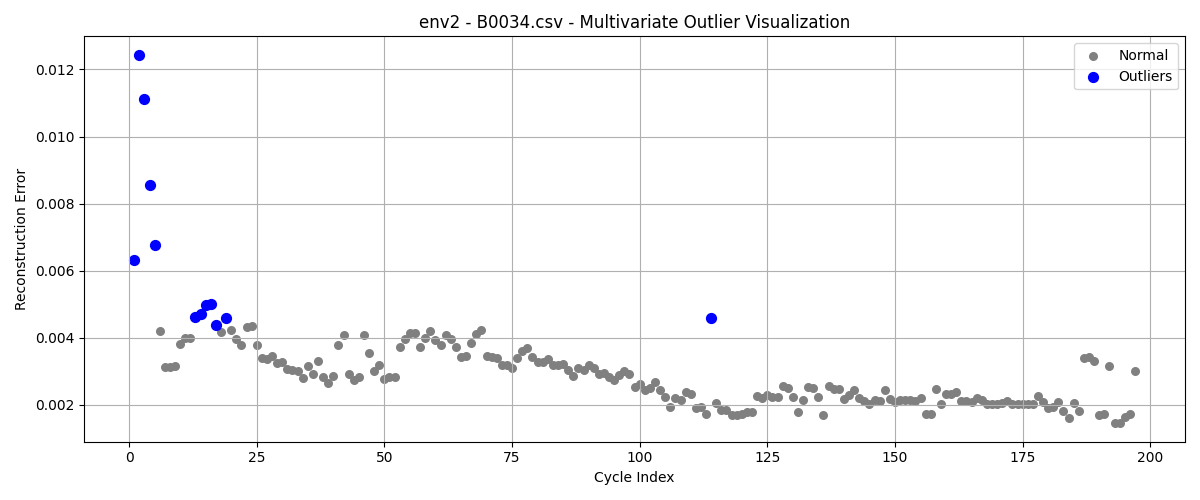 env2 - B0034.csv - Multivariate Outlier Visualization
Normal
Outliers
Reconstruction Error
0.012
0.010
0.008
0.006
0.004
0.002
0 25 50 75 100 125 150 175 200
Cycle Index